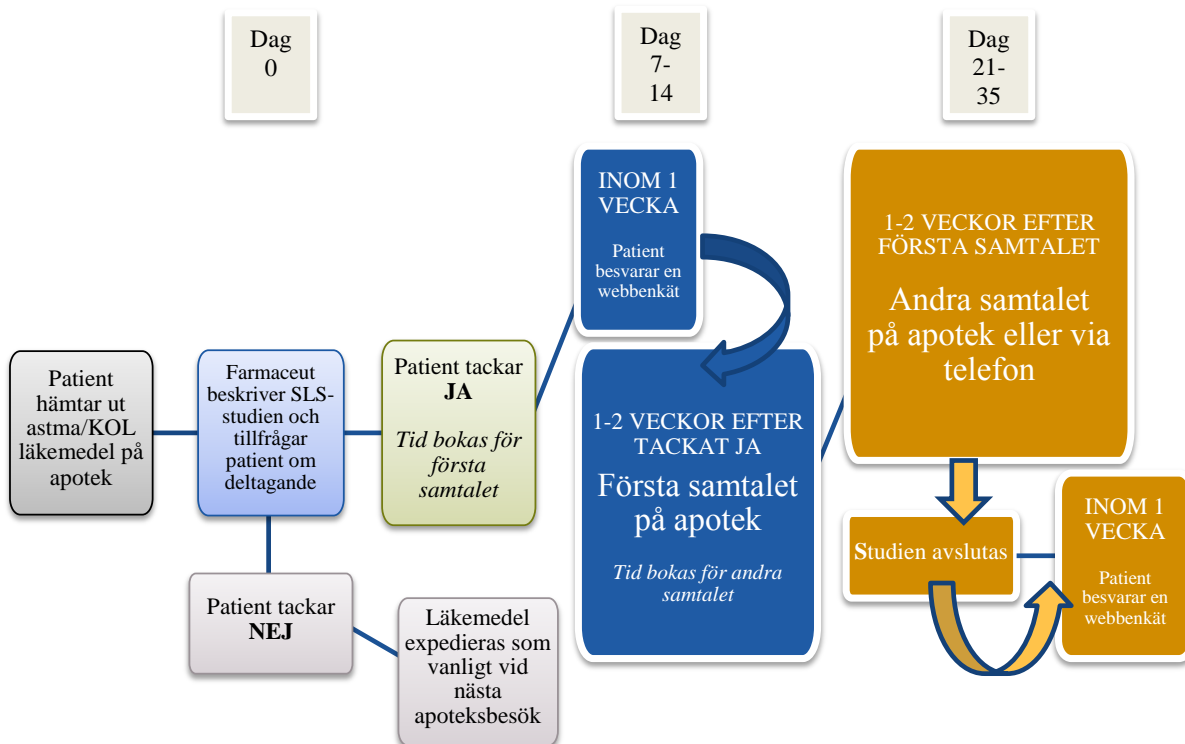 Dag
0
Dag
7-
14
Dag
21-
35
Patient
hämtar ut
astma/KOL
läkemedel på
apotek
Farmaceut
beskriver SLS-
studien och
tillfrågar
patient om
deltagande
Patient tackar
JA
Tid bokas för
första
samtalet
Patient tackar
NEJ
Läkemedel
expedieras som
vanligt vid
nästa
apoteksbesök
INOM 1
VECKA
Patient
besvarar en
webbenkät
1-2 VECKOR EFTER
TACKAT JA
Första samtalet
på apotek
Tid bokas för andra
samtalet
1-2 VECKOR EFTER
FÖRSTA SAMTALET
Andra samtalet
på apotek eller via
telefon
Studien avslutas
INOM 1
VECKA
Patient
besvarar en
webbenkät